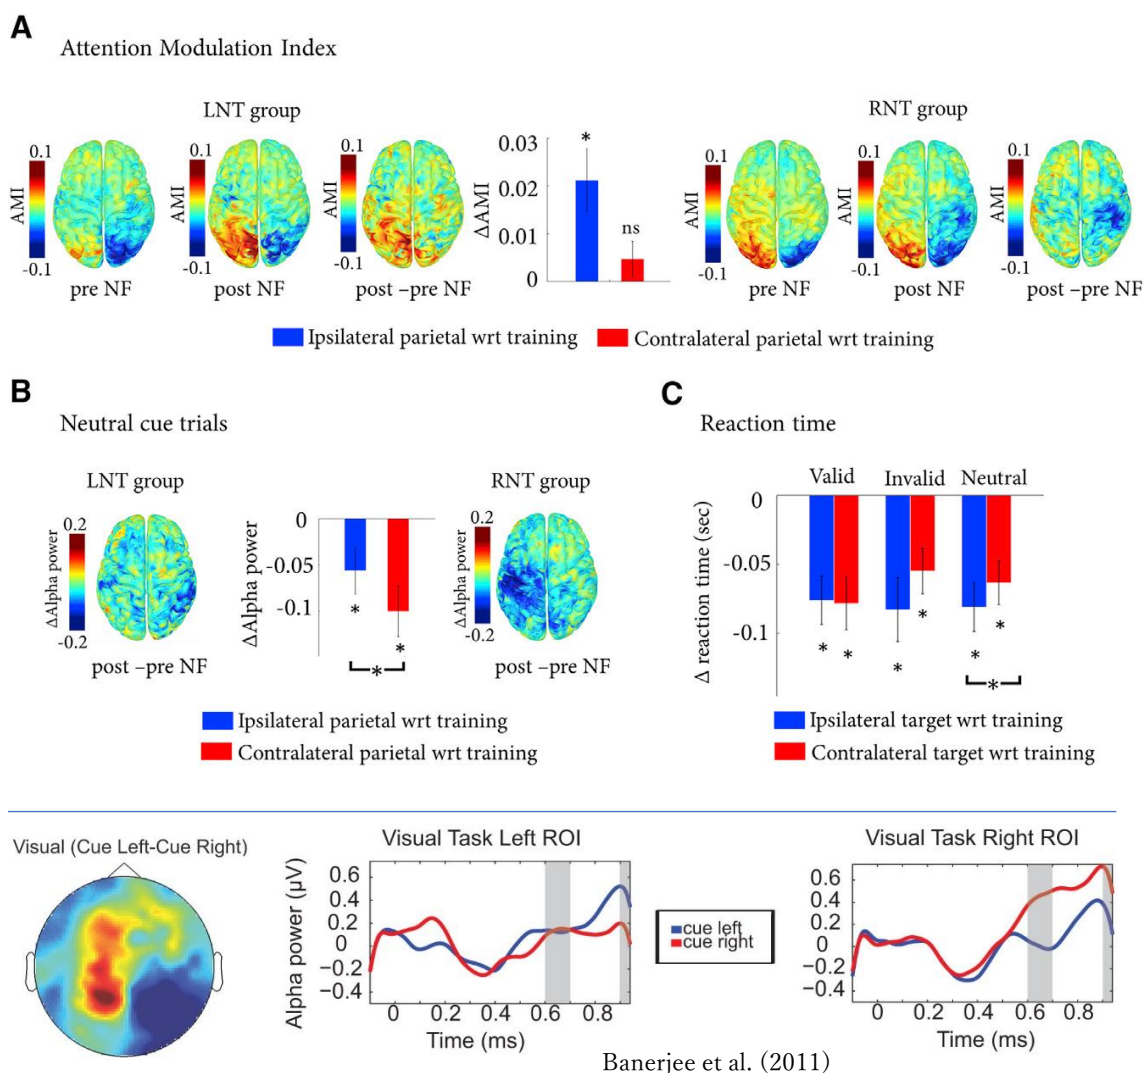 A
Attention Modulation Index
LNT group
RNT group
0.1
AMI
-0.1
pre NF
0.1
AMI
-0.1
post NF
0.1
AMI
-0.1
post –pre NF
0.03
0.02
0.01
0
ΔAMI
*
ns
0.1
AMI
-0.1
pre NF
0.1
AMI
-0.1
post NF
0.1
AMI
-0.1
post –pre NF
Ipsilateral parietal wrt training
Contralateral parietal wrt training
B
Neutral cue trials
LNT group
0.2
ΔAlpha power
-0.2
post –pre NF
0
-0.05
-0.1
ΔAlpha power
*
*
*
RNT group
0.2
ΔAlpha power
-0.2
post –pre NF
Ipsilateral parietal wrt training
Contralateral parietal wrt training
C
Reaction time
Valid Invalid Neutral
0
-0.05
-0.1
Δ reaction time (sec)
* * * * * *
*
Ipsilateral target wrt training
Contralateral target wrt training
Visual (Cue Left-Cue Right)
Visual Task Left ROI
Alpha power (μV)
0.6
0.4
0.2
0
−0.2
−0.4
0 0.2 0.4 0.6 0.8
Time (ms)
cue left
cue right
Visual Task Right ROI
0.6
0.4
0.2
0
−0.2
−0.4
0 0.2 0.4 0.6 0.8
Time (ms)
Banerjee et al. (2011)